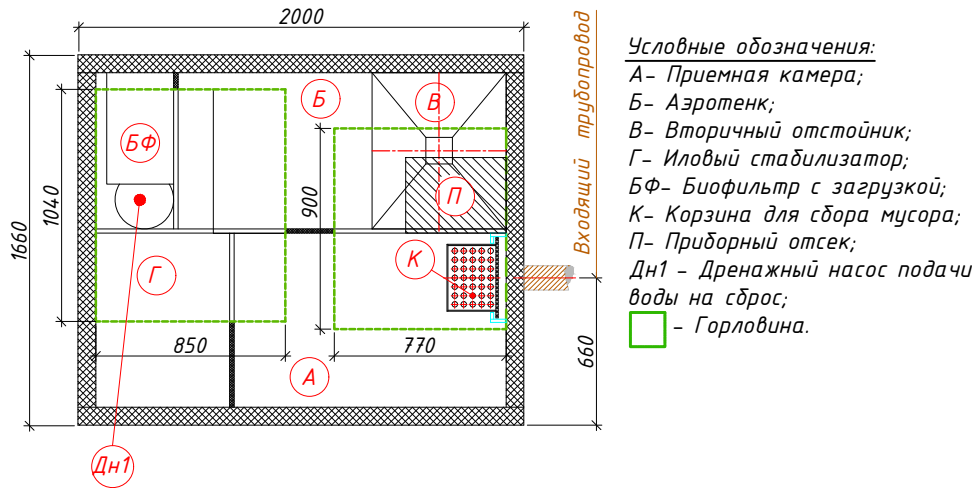 2000
Входящий трубопровод
Б
В
БФ
П
900
1040
1660
К
Г
850
770
660
А
Дн1
Условные обозначения:
А- Приемная камера;
Б- Аэротенк;
В- Вторичный отстойник;
Г- Иловый стабилизатор;
БФ- Биофильтр с загрузкой;
К- Корзина для сбора мусора;
П- Приборный отсек;
Дн1 - Дренажный насос подачи
воды на сброс;
- Горловина.